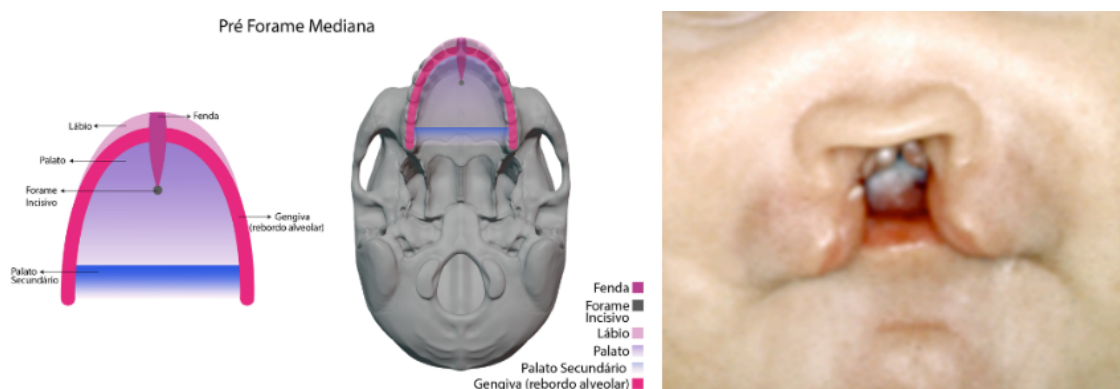 Pré Forame Mediana
Fenda
Lábio
Palato
Forame
Incisivo
Gengiva
(rebordo alveolar)
Palato
Secundário
Fenda
Forame
Incisivo
Lábio
Palato
Palato Secundário
Gengiva (rebordo alveolar)